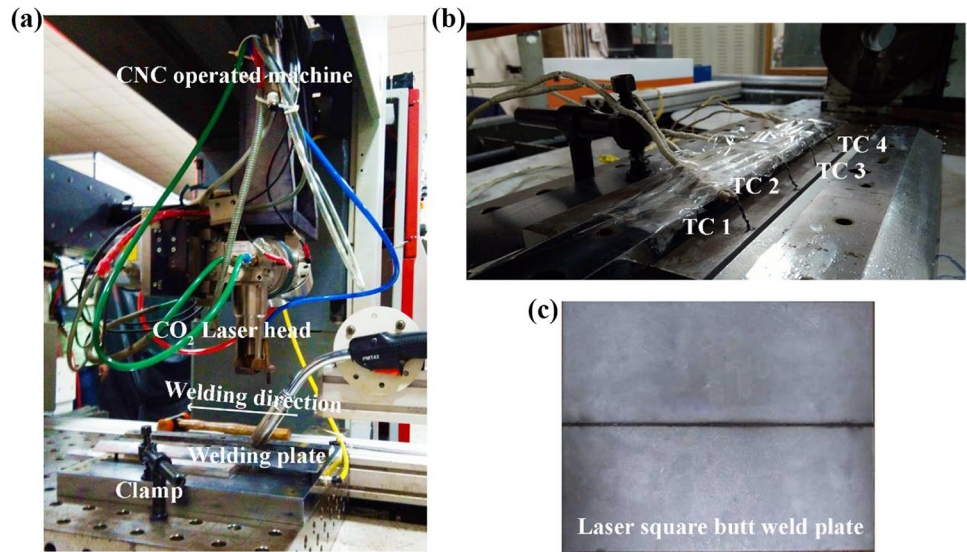 (a)
CNC operated machine
CO₂ Laser head
Welding direction
Welding plate
Clamp
(b)
TC 4
TC 3
TC 2
TC 1
(c)
Laser square butt weld plate